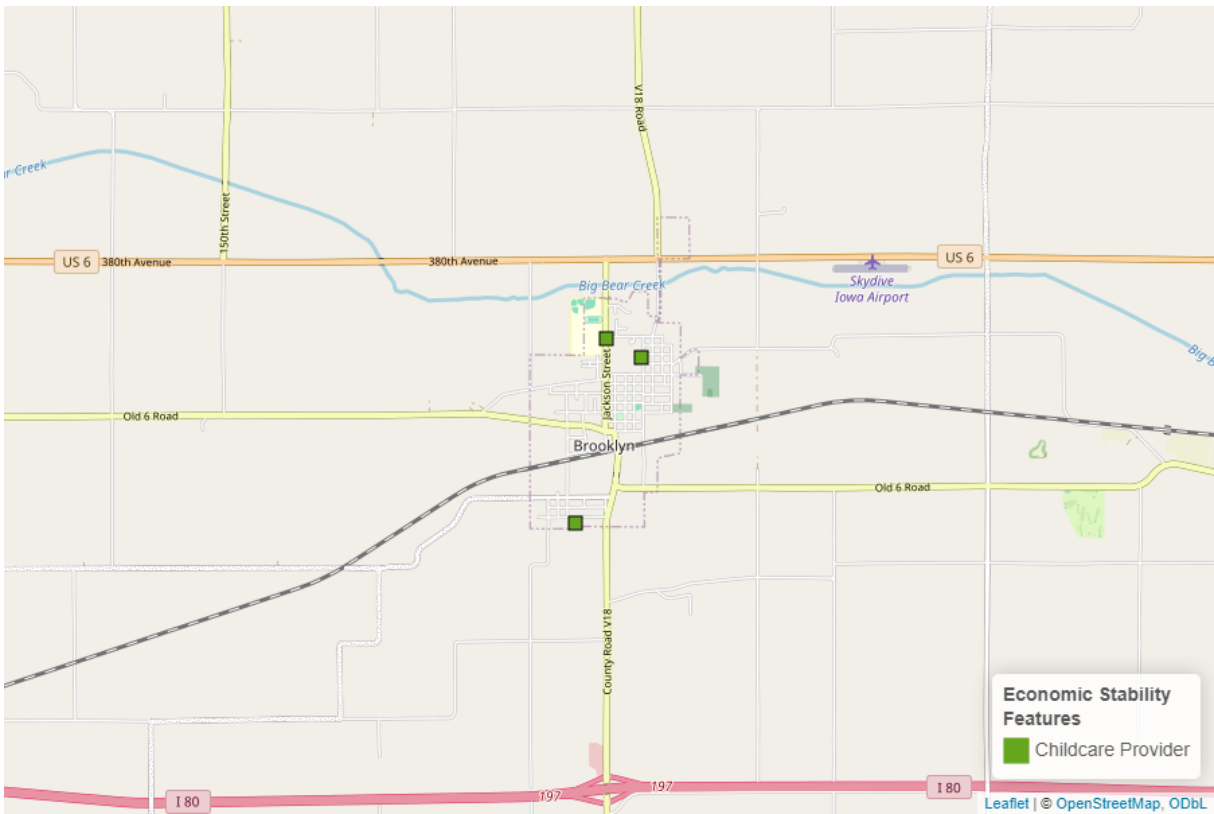 V18 Road
ar Creek
150th Street
US 6
380th Avenue
380th Avenue
US 6
Big Bear Creek
Skydive
Iowa Airport
Big B
Jackson Street
Old 6 Road
Brooklyn
Old 6 Road
County Road V18
Economic Stability
Features
Childcare Provider
197
197
I 80
I 80
Leaflet | © OpenStreetMap, ODbL